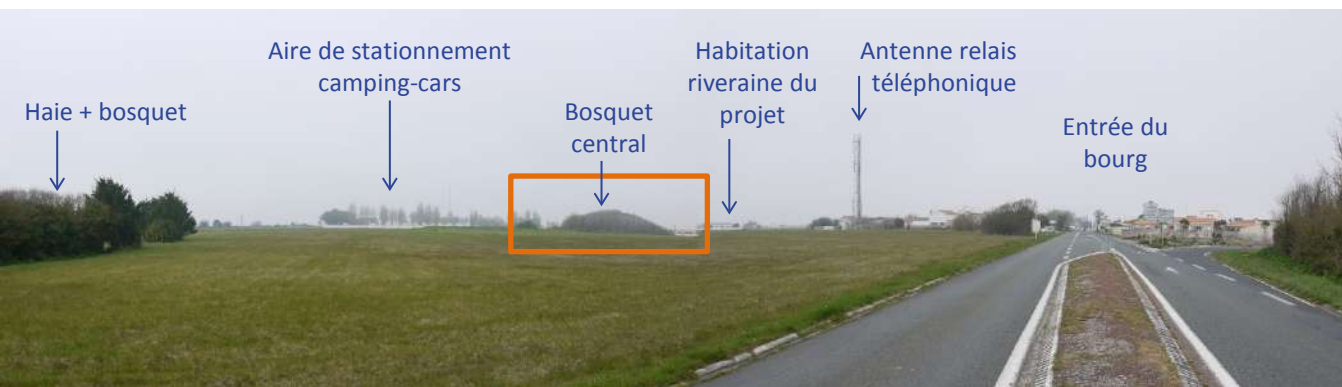 Haie + bosquet
Aire de stationnement
camping-cars
Bosquet
central
Habitation
riveraine du
projet
Antenne relais
téléphonique
Entrée du
bourg